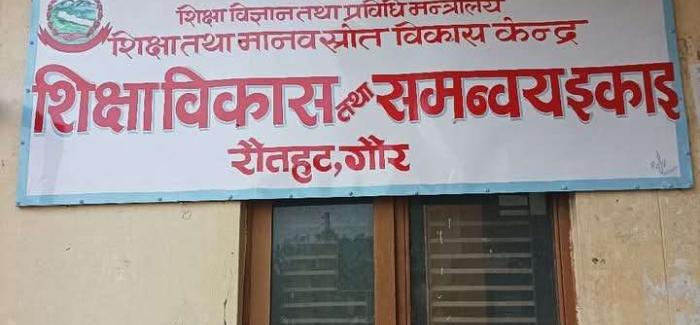 शिक्षा विज्ञान तथा प्रविधि मन्त्रालय
शिक्षा तथा मानव स्रोत विकास केन्द्र
शिक्षा विकास तथा समन्वय इकाइ
रौतहट, गौर